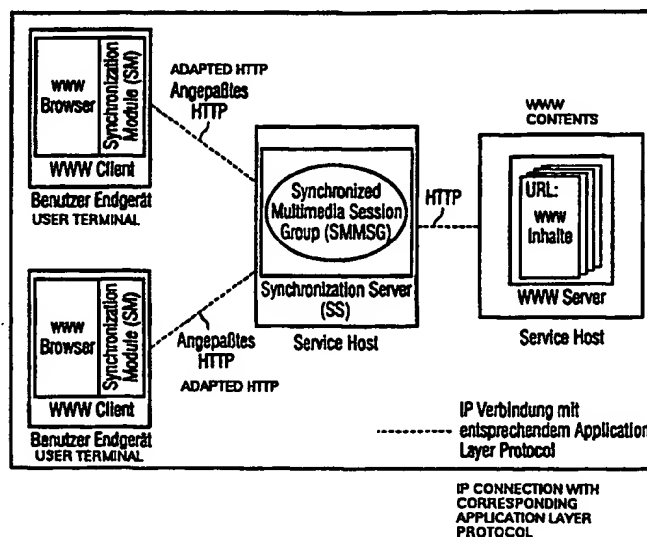 www
Browser
Synchronization
Module (SM)
WWW Client
Benutzer Endgerät
USER TERMINAL
ADAPTED HTTP
Angepaßtes
HTTP
Synchronized
Multimedia Session
Group (SMMSG)
Synchronization Server
(SS)
Service Host
HTTP
WWW
CONTENTS
URL:
www
Inhalte
WWW Server
Service Host
www
Browser
Synchronization
Module (SM)
WWW Client
Benutzer Endgerät
USER TERMINAL
Angepaßtes
HTTP
ADAPTED HTTP
IP Verbindung mit
entsprechendem Application
Layer Protocol
IP CONNECTION WITH
CORRESPONDING
APPLICATION LAYER
PROTOCOL